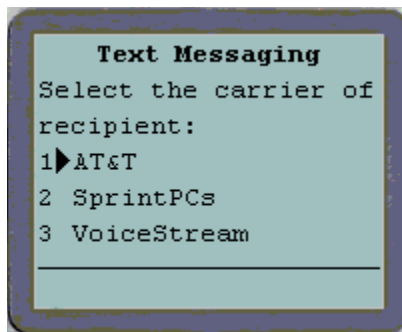 Text Messaging
Select the carrier of
recipient:
1 AT&T
2 SprintPCs
3 VoiceStream